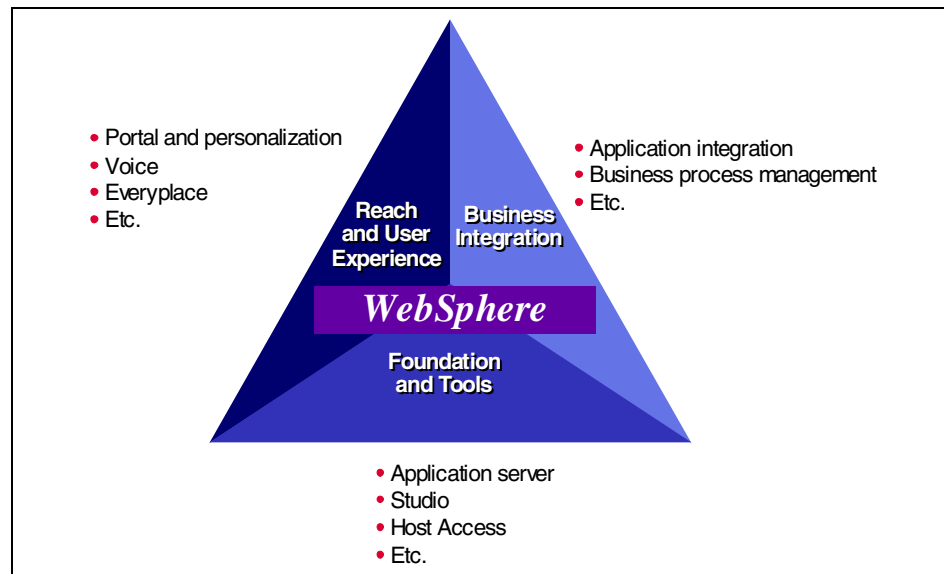 • Portal and personalization
• Voice
• Everyplace
• Etc.
• Application integration
• Business process management
• Etc.
Reach
and User
Experience
Business
Integration
WebSphere
Foundation
and Tools
• Application server
• Studio
• Host Access
• Etc.